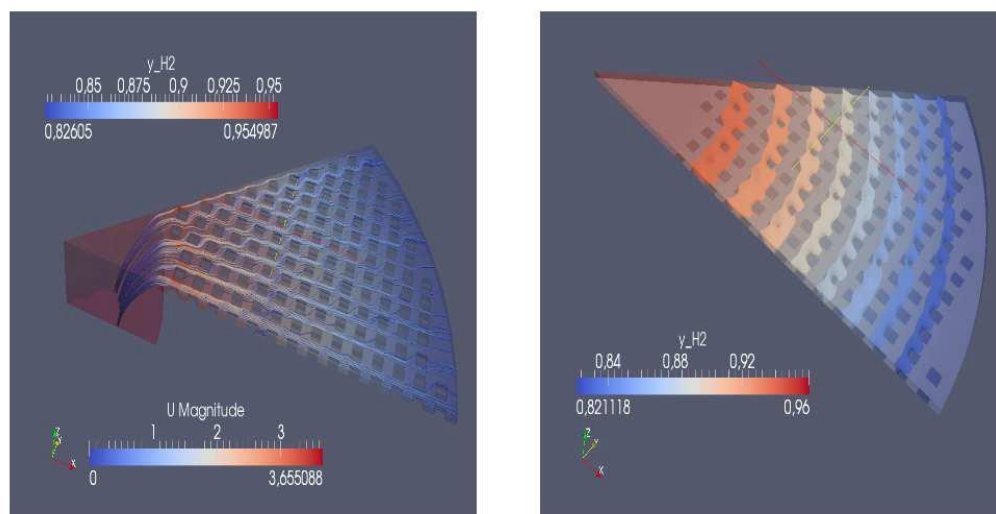 y_H2
0,85 0,875 0,9 0,925 0,95
0,82605 0,954987
U Magnitude
1 2 3
0 3,655088
Z
Y
X
y_H2
0,84 0,88 0,92
0,821118 0,96
Z
Y
X